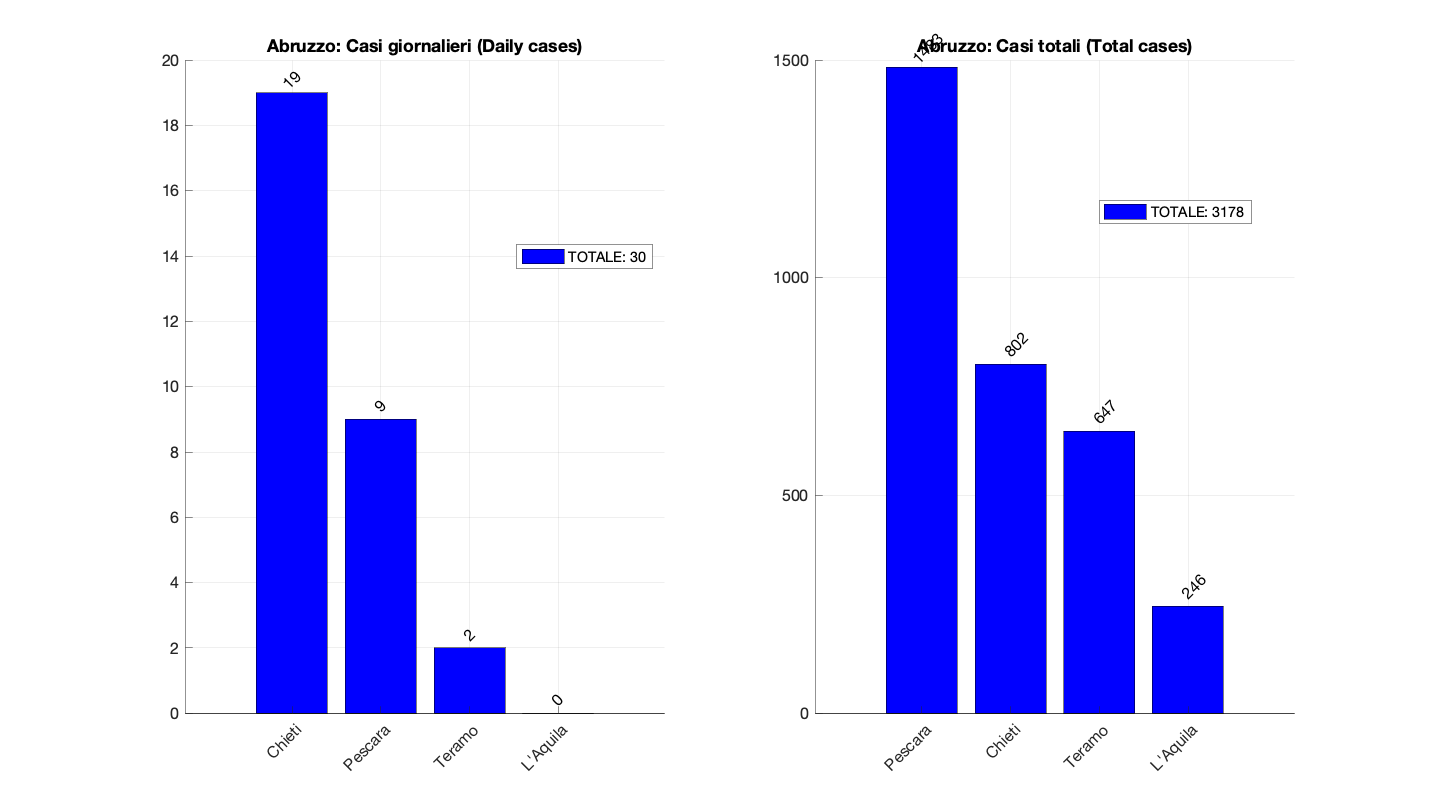 Abruzzo: Casi giornalieri (Daily cases)
20
18
16
14
12
10
8
6
4
2
0
19
9
2
0
TOTALE: 30
Chieti
Pescara
Teramo
L'Aquila
Abruzzo: Casi totali (Total cases)
1500
1000
500
0
1483
802
647
246
TOTALE: 3178
Pescara
Chieti
Teramo
L'Aquila